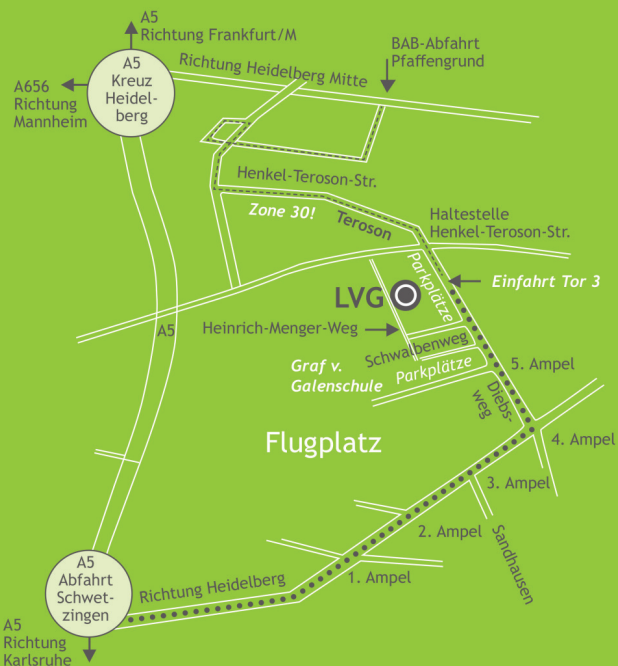 A5
Richtung Frankfurt/M
BAB-Abfahrt
Pfaffengrund
A5
Kreuz
Heidel-
berg
A656
Richtung
Mannheim
Richtung Heidelberg Mitte
Henkel-Teroson-Str.
Zone 30!
Teroson
Haltestelle
Henkel-Teroson-Str.
Parkplätze
Einfahrt Tor 3
LVG
A5
Heinrich-Menger-Weg
Schwalbenweg
Graf v.
Galenschule
Parkplätze
5. Ampel
Diebs-
weg
Flugplatz
4. Ampel
3. Ampel
2. Ampel
Sandhausen
1. Ampel
A5
Abfahrt
Schwet-
zingen
Richtung Heidelberg
A5
Richtung
Karlsruhe